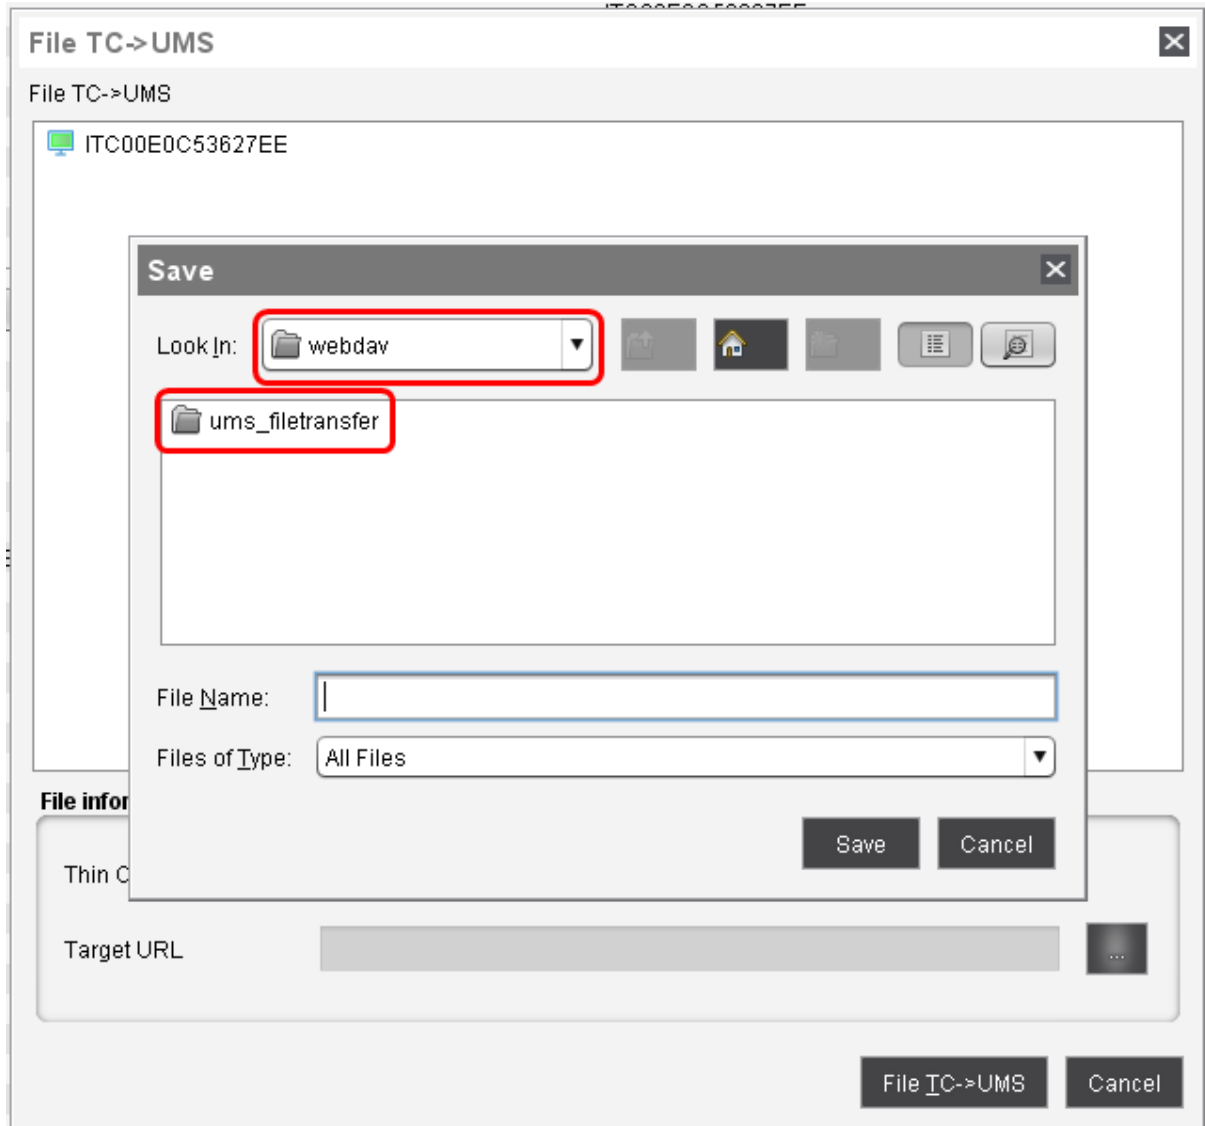 File TC->UMS
File TC->UMS
ITC00E0C53627EE
Save
Look In:
webdav
ums_filetransfer
File Name:
Files of Type:
All Files
File infor
Save
Cancel
Thin C
Target URL
...
File TC->UMS
Cancel